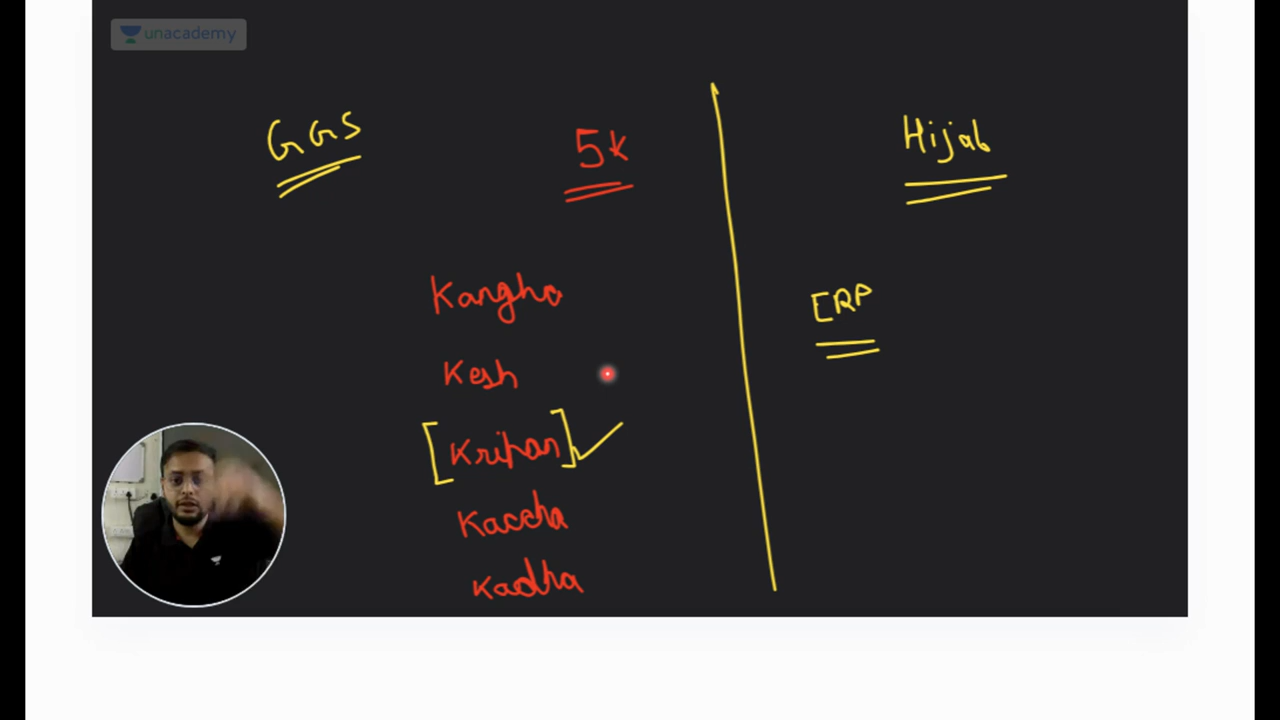 unacademy
GGS
5K
Hijab
Kangha
ERP
Kesh
[Kripan]✓
Kaccha
Kadha